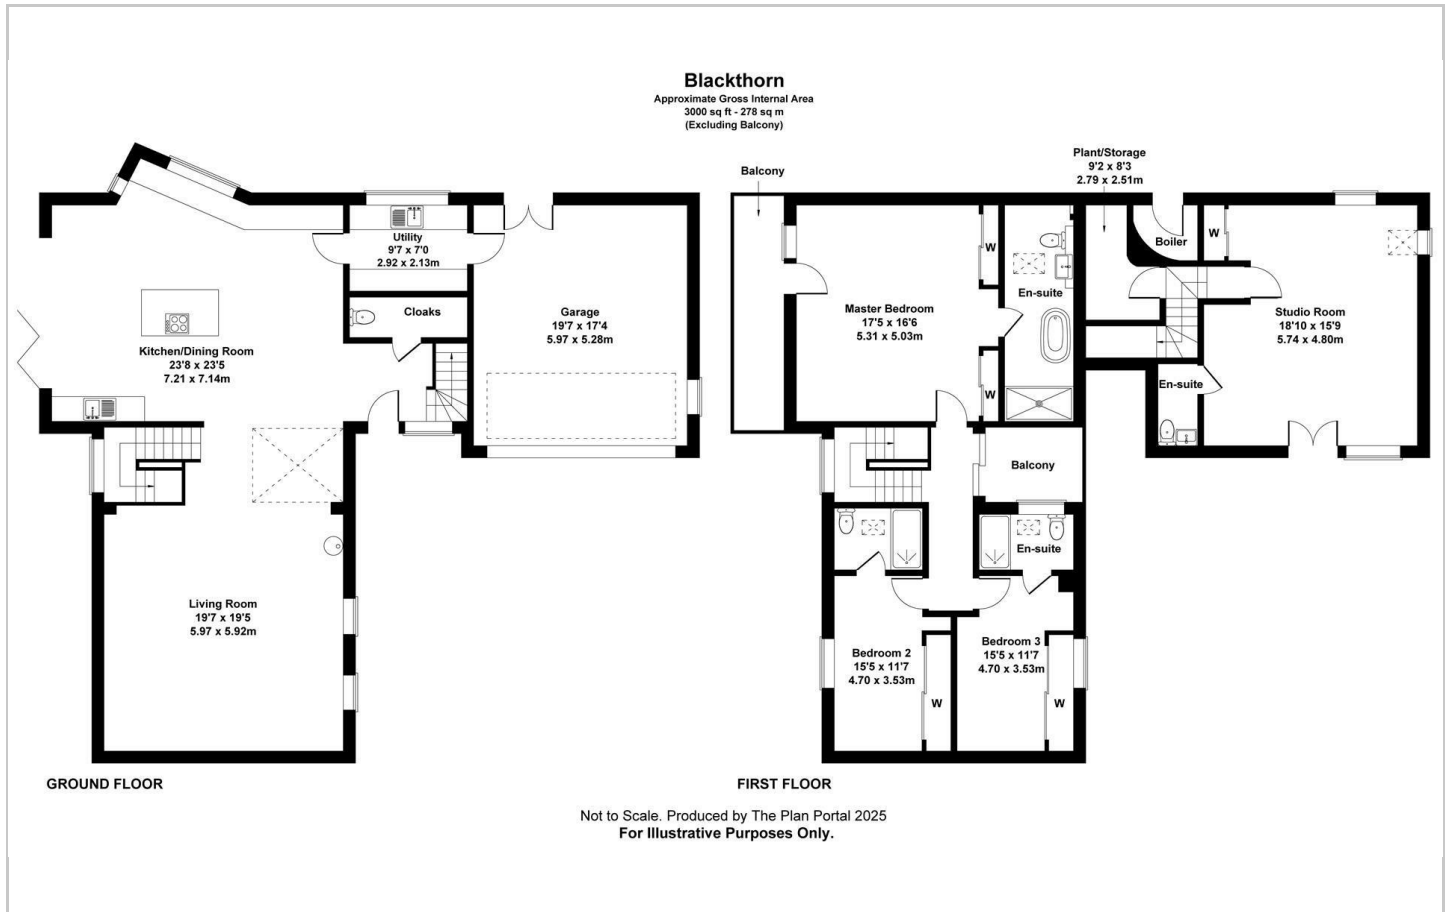 Blackthorn
Approximate Gross Internal Area
3000 sq ft - 278 sq m
(Excluding Balcony)
Utility
9'7 x 7'0
2.92 x 2.13m
Cloaks
Garage
19'7 x 17'4
5.97 x 5.28m
Kitchen/Dining Room
23'8 x 23'5
7.21 x 7.14m
Living Room
19'7 x 19'5
5.97 x 5.92m
GROUND FLOOR
Balcony
Plant/Storage
9'2 x 8'3
2.79 x 2.51m
Boiler
W
W
En-suite
Master Bedroom
17'5 x 16'6
5.31 x 5.03m
Studio Room
18'10 x 15'9
5.74 x 4.80m
W
En-suite
Balcony
En-suite
Bedroom 2
15'5 x 11'7
4.70 x 3.53m
W
Bedroom 3
15'5 x 11'7
4.70 x 3.53m
W
FIRST FLOOR
Not to Scale. Produced by The Plan Portal 2025
For Illustrative Purposes Only.